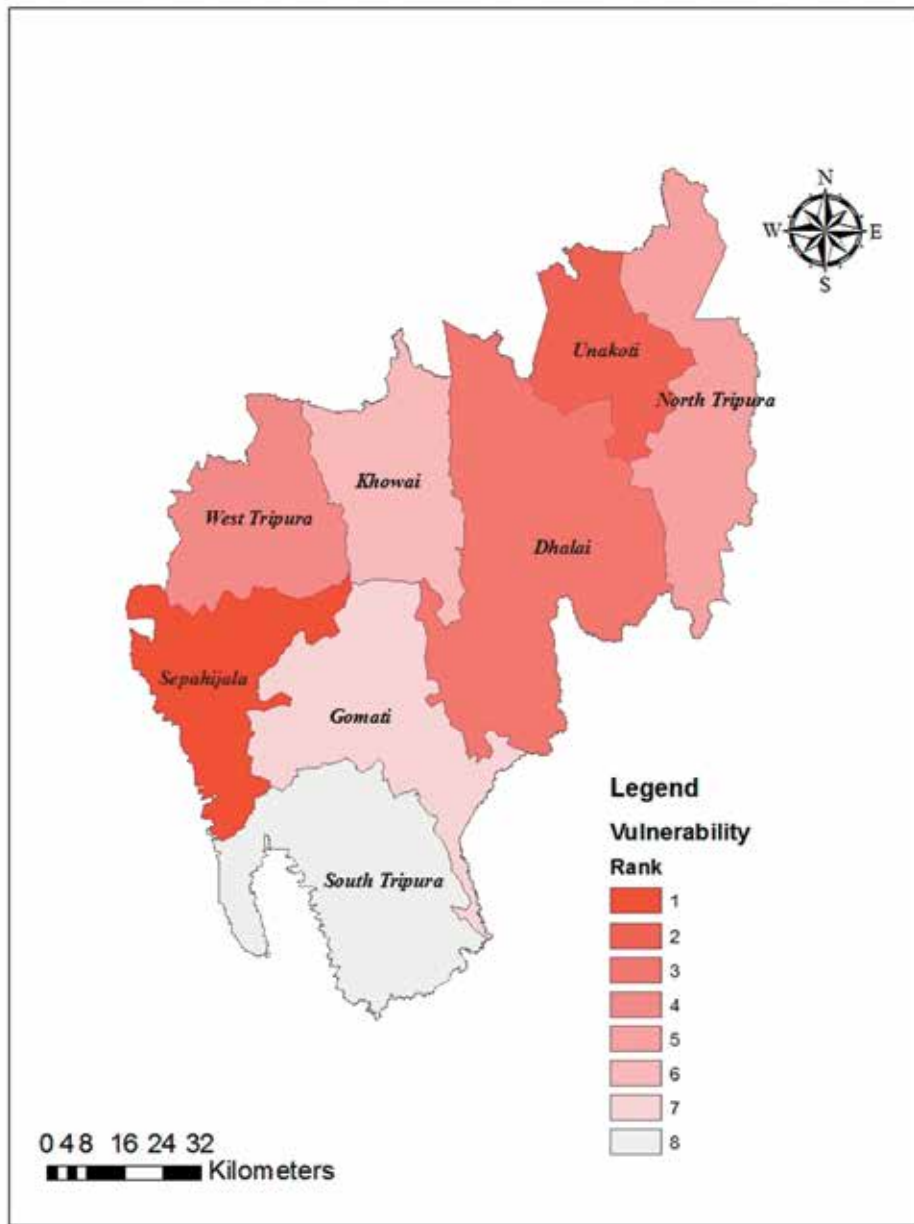 N
W E
S
Unakoti
North Tripura
Khowai
West Tripura
Dhalai
Sepahijala
Gomati
South Tripura
Legend
Vulnerability
Rank
1
2
3
4
5
6
7
8
0 4 8 16 24 32
Kilometers